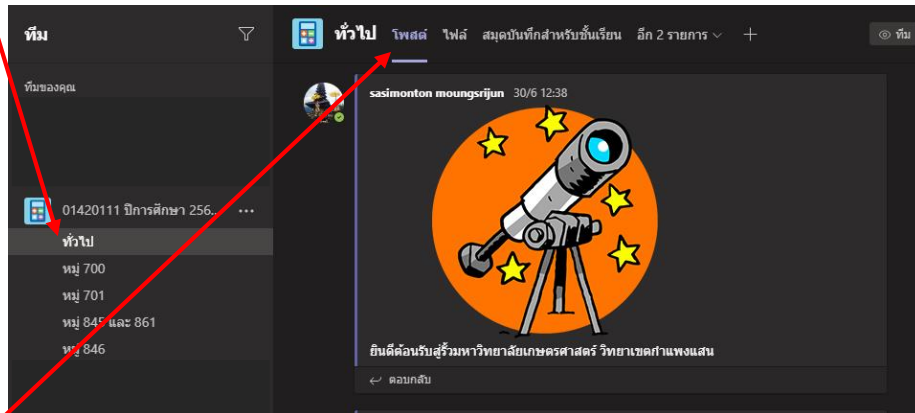 ทีม
ทีมของคุณ
01420111 ปีการศึกษา 256...
ทั่วไป
หมู่ 700
หมู่ 701
หมู่ 845 และ 861
หมู่ 846
ทั่วไป โพสต์ ไฟล์ สมุดบันทึกสำหรับชั้นเรียน อีก 2 รายการ
ทีม
sasimonton moungsrijun 30/6 12:38
ยินดีต้อนรับสู่รั้วมหาวิทยาลัยเกษตรศาสตร์ วิทยาเขตกำแพงแสน
ตอบกลับ